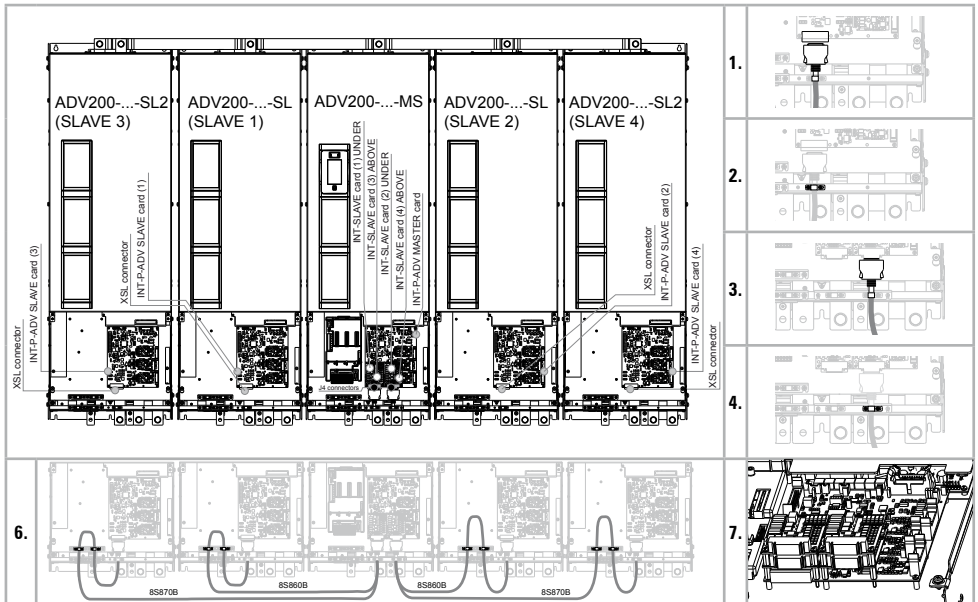 ADV200-...-SL2
(SLAVE 3)
ADV200-...-SL
(SLAVE 1)
ADV200-...-MS
ADV200-...-SL
(SLAVE 2)
ADV200-...-SL2
(SLAVE 4)
XSL connector
INT-P-ADV SLAVE card (3)
XSL connector
INT-P-ADV SLAVE card (1)
INT-SLAVE card (1) UNDER
INT-SLAVE card (3) ABOVE
INT-SLAVE card (2) UNDER
INT-SLAVE card (4) ABOVE
INT-P-ADV MASTER card
XSL connector
INT-P-ADV SLAVE card (2)
INT-P-ADV SLAVE card (4)
XSL connector
J4 connectors
1.
2.
3.
4.
6.
8S870B
8S860B
8S860B
8S870B
7.